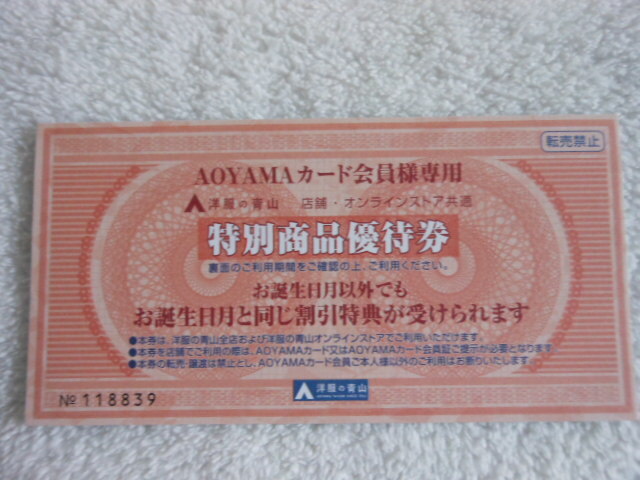 転売禁止
AOYAMAカード会員様専用
洋服の青山 店舗・オンラインストア共通
特別商品優待券
裏面のご利用期間をご確認の上、ご利用ください。
お誕生日月以外でも
お誕生日月と同じ割引特典が受けられます
●本券は、洋服の青山全店および洋服の青山オンラインストアでご利用いただけます。
●本券を店舗でご利用の際は、AOYAMAカード又はAOYAMAカード会員証ご提示が必要となります。
●本券の転売・譲渡は禁止とし、AOYAMAカード会員ご本人様以外のご利用はお断りいたします。
洋服の青山
№ 118839